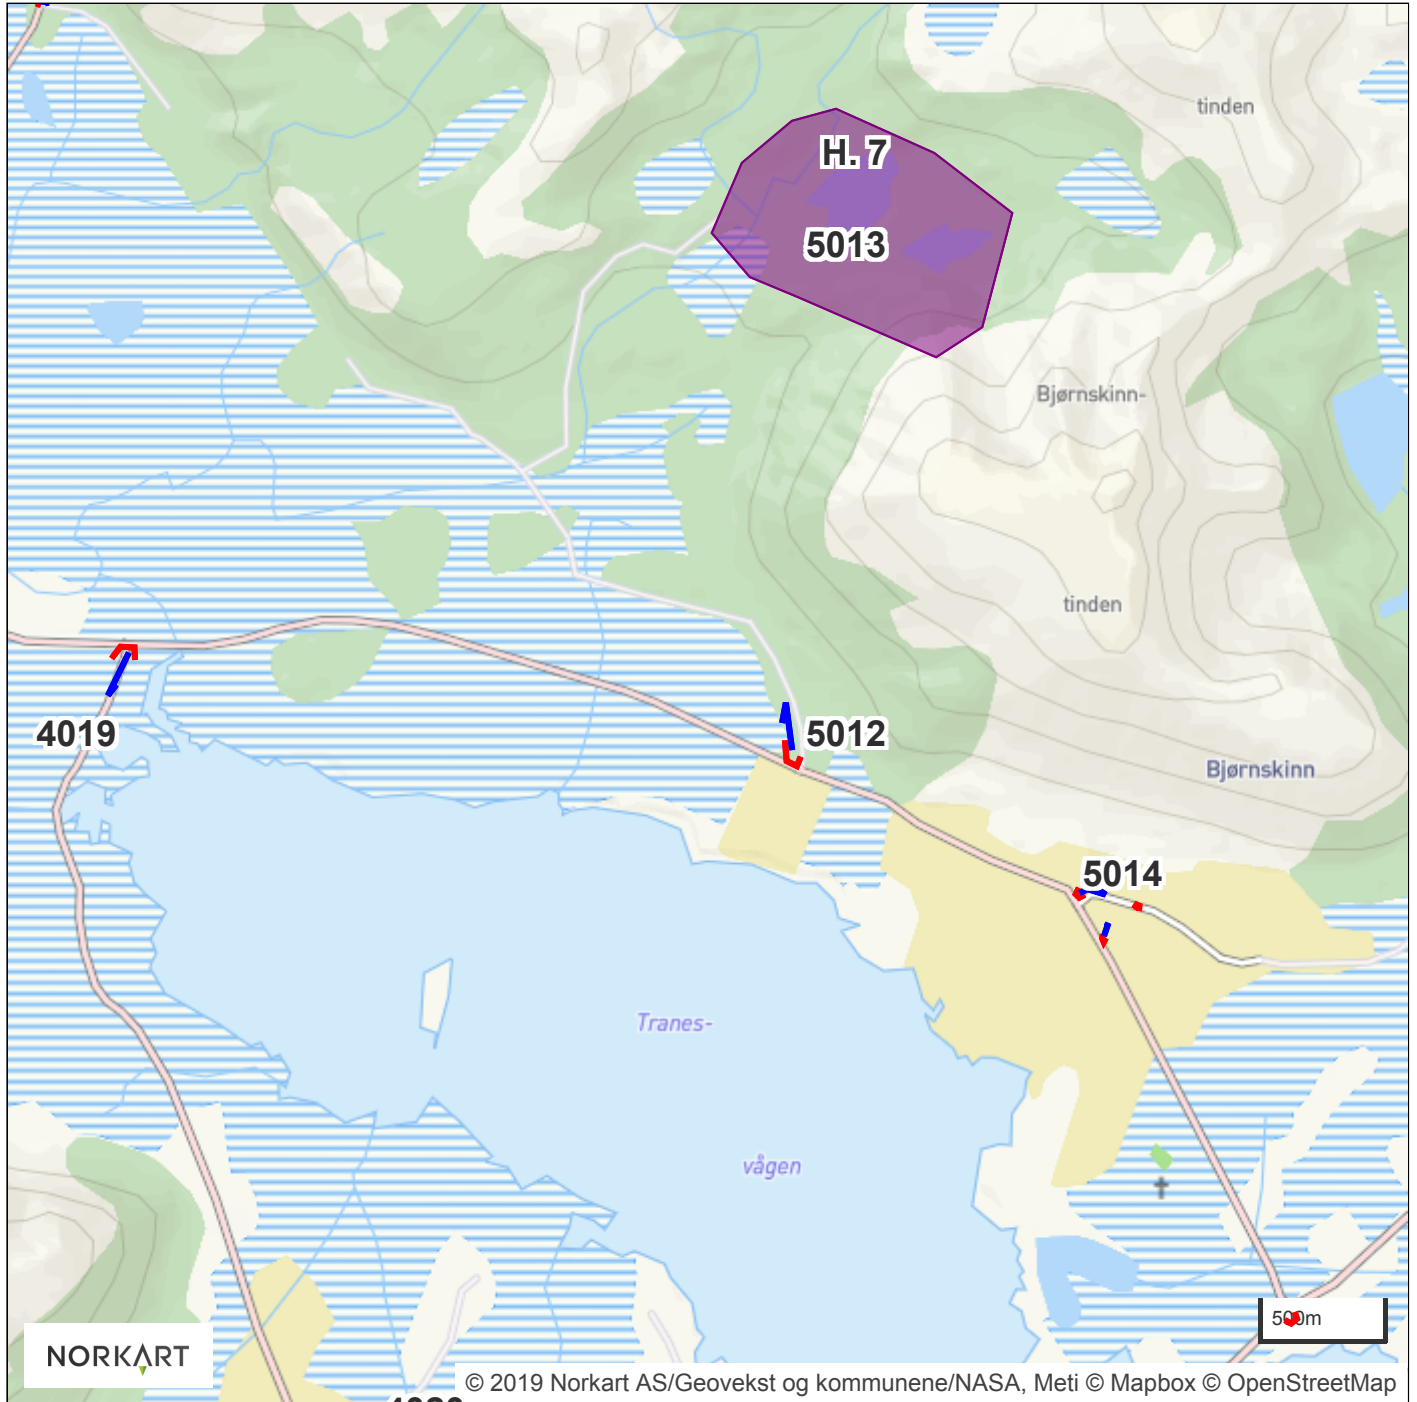 tinden
H. 7
5013
Bjørnskinn-
tinden
4019
5012
Bjørnskinn
5014
Tranes-
vågen
500m
NORKART
© 2019 Norkart AS/Geovekst og kommunene/NASA, Meti © Mapbox © OpenStreetMap